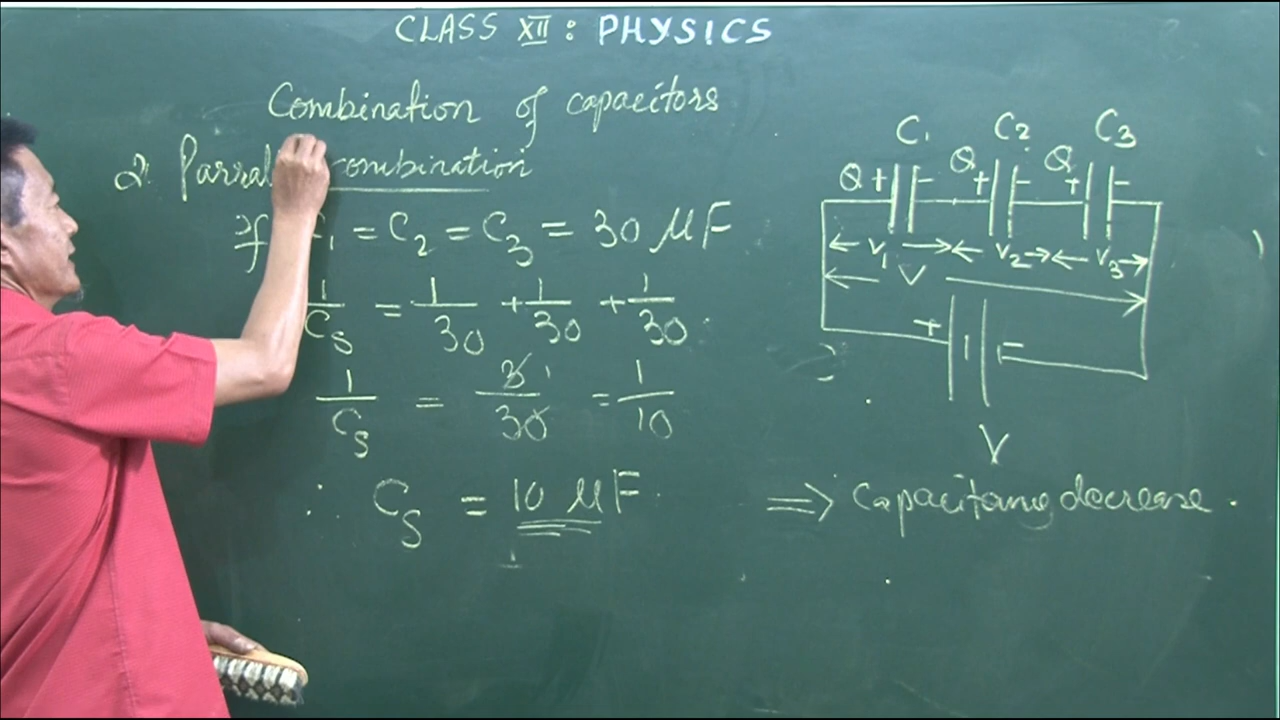 CLASS XII : PHYSICS
Combination of capacitors
2. Parral combination
If C₁ = C₂ = C₃ = 30 μF
1/Cs = 1/30 + 1/30 + 1/30
1/Cs = 3/30 1 = 1/10
∴ Cs = 10 μF
C₁ C₂ C₃
Q + - Q + - Q + -
V₁ V₂ V₃
V
+ -
V
⇒ Capacitang decrease.